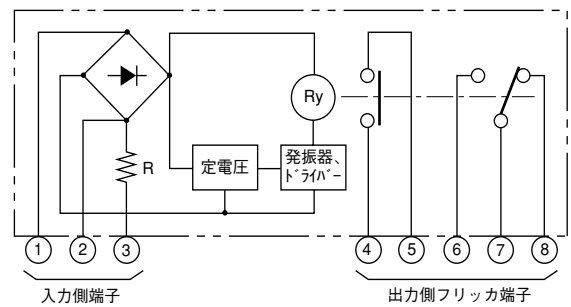 Ry
R
定電圧
発振器、
ドライバー
① ② ③ ④ ⑤ ⑥ ⑦ ⑧
入力側端子
出力側フリッカ端子